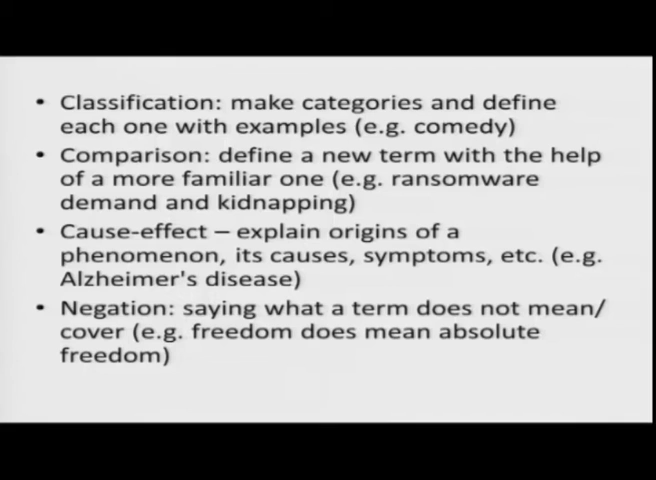 • Classification: make categories and define
each one with examples (e.g. comedy)
• Comparison: define a new term with the help
of a more familiar one (e.g. ransomware
demand and kidnapping)
• Cause-effect – explain origins of a
phenomenon, its causes, symptoms, etc. (e.g.
Alzheimer's disease)
• Negation: saying what a term does not mean/
cover (e.g. freedom does mean absolute
freedom)